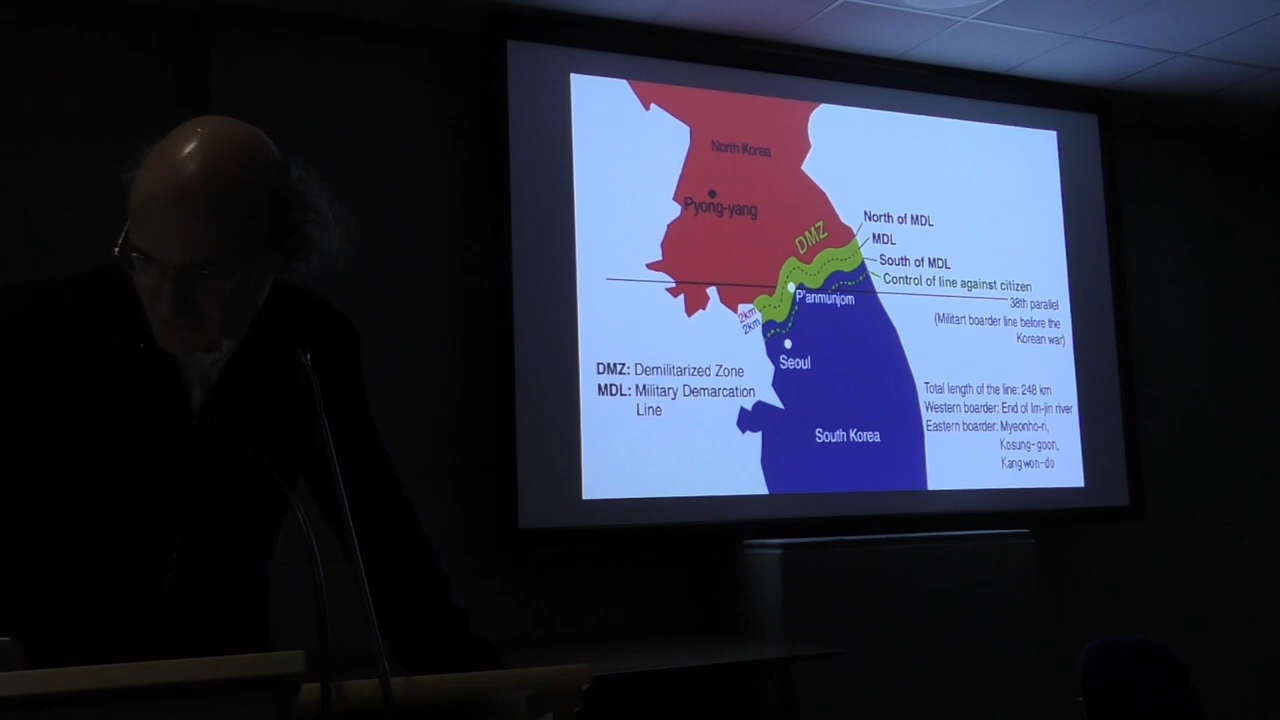 North Korea
Pyong-yang
DMZ
North of MDL
MDL
South of MDL
Control of line against citizen
P'anmunjom
38th parallel
(Militart boarder line before the
Korean war)
2km
2km
Seoul
DMZ: Demilitarized Zone
MDL: Military Demarcation
Line
South Korea
Total length of the line: 248 km
Western boarder: End of Im-jin river
Eastern boarder: Myeonho-ri,
Kosung-goon,
Kangwon-do